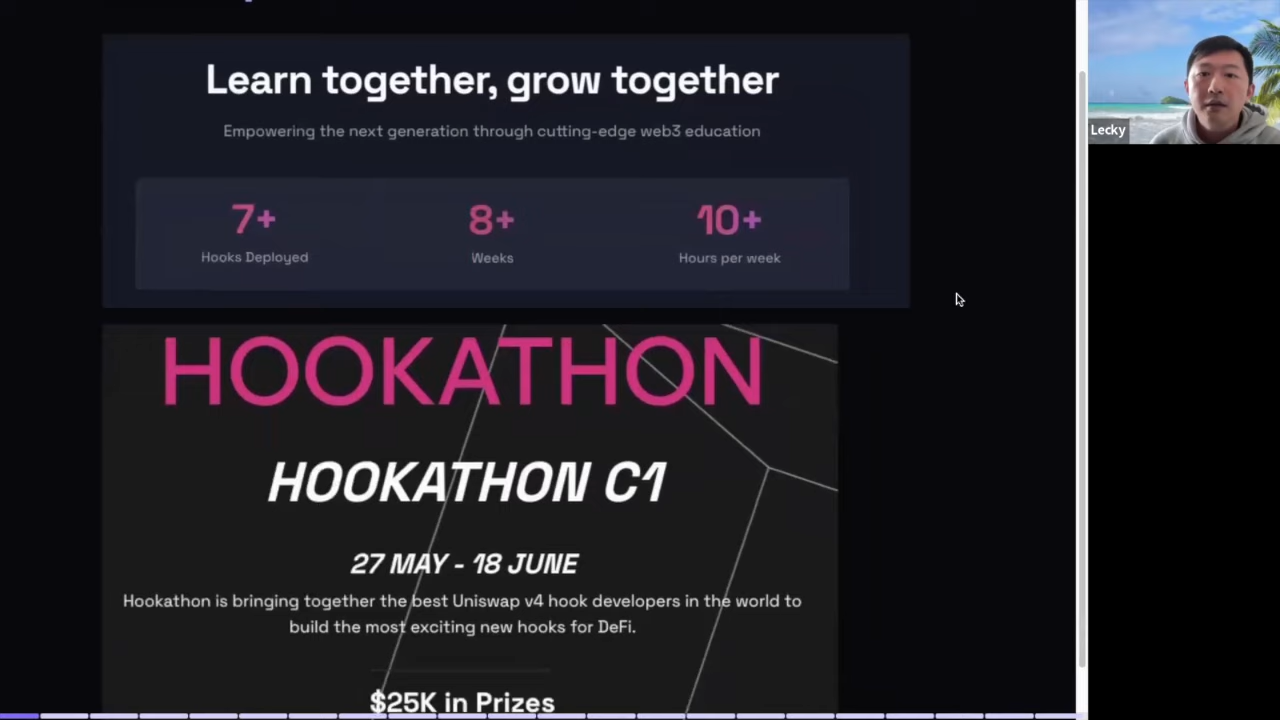 Learn together, grow together
Empowering the next generation through cutting-edge web3 education
7+
8+
10+
Hooks Deployed
Weeks
Hours per week
HOOKATHON
HOOKATHON C1
27 MAY - 18 JUNE
Hookathon is bringing together the best Uniswap v4 hook developers in the world to
build the most exciting new hooks for DeFi.
$25K in Prizes
Lecky